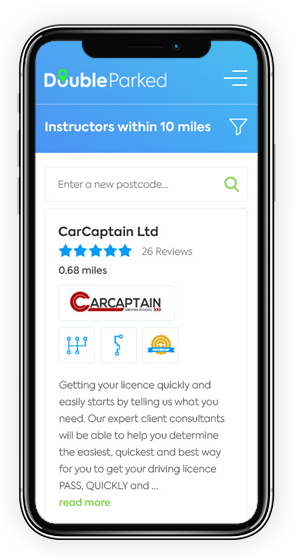 DoubleParked
Instructors within 10 miles
Enter a new postcode...
CarCaptain Ltd
26 Reviews
0.68 miles
CARCAPTAIN
DRIVING SCHOOL
Getting your licence quickly and
easily starts by telling us what you
need. Our expert client consultants
will be able to help you determine
the easiest, quickest and best way
for you to get your driving licence
PASS, QUICKLY and ...
read more